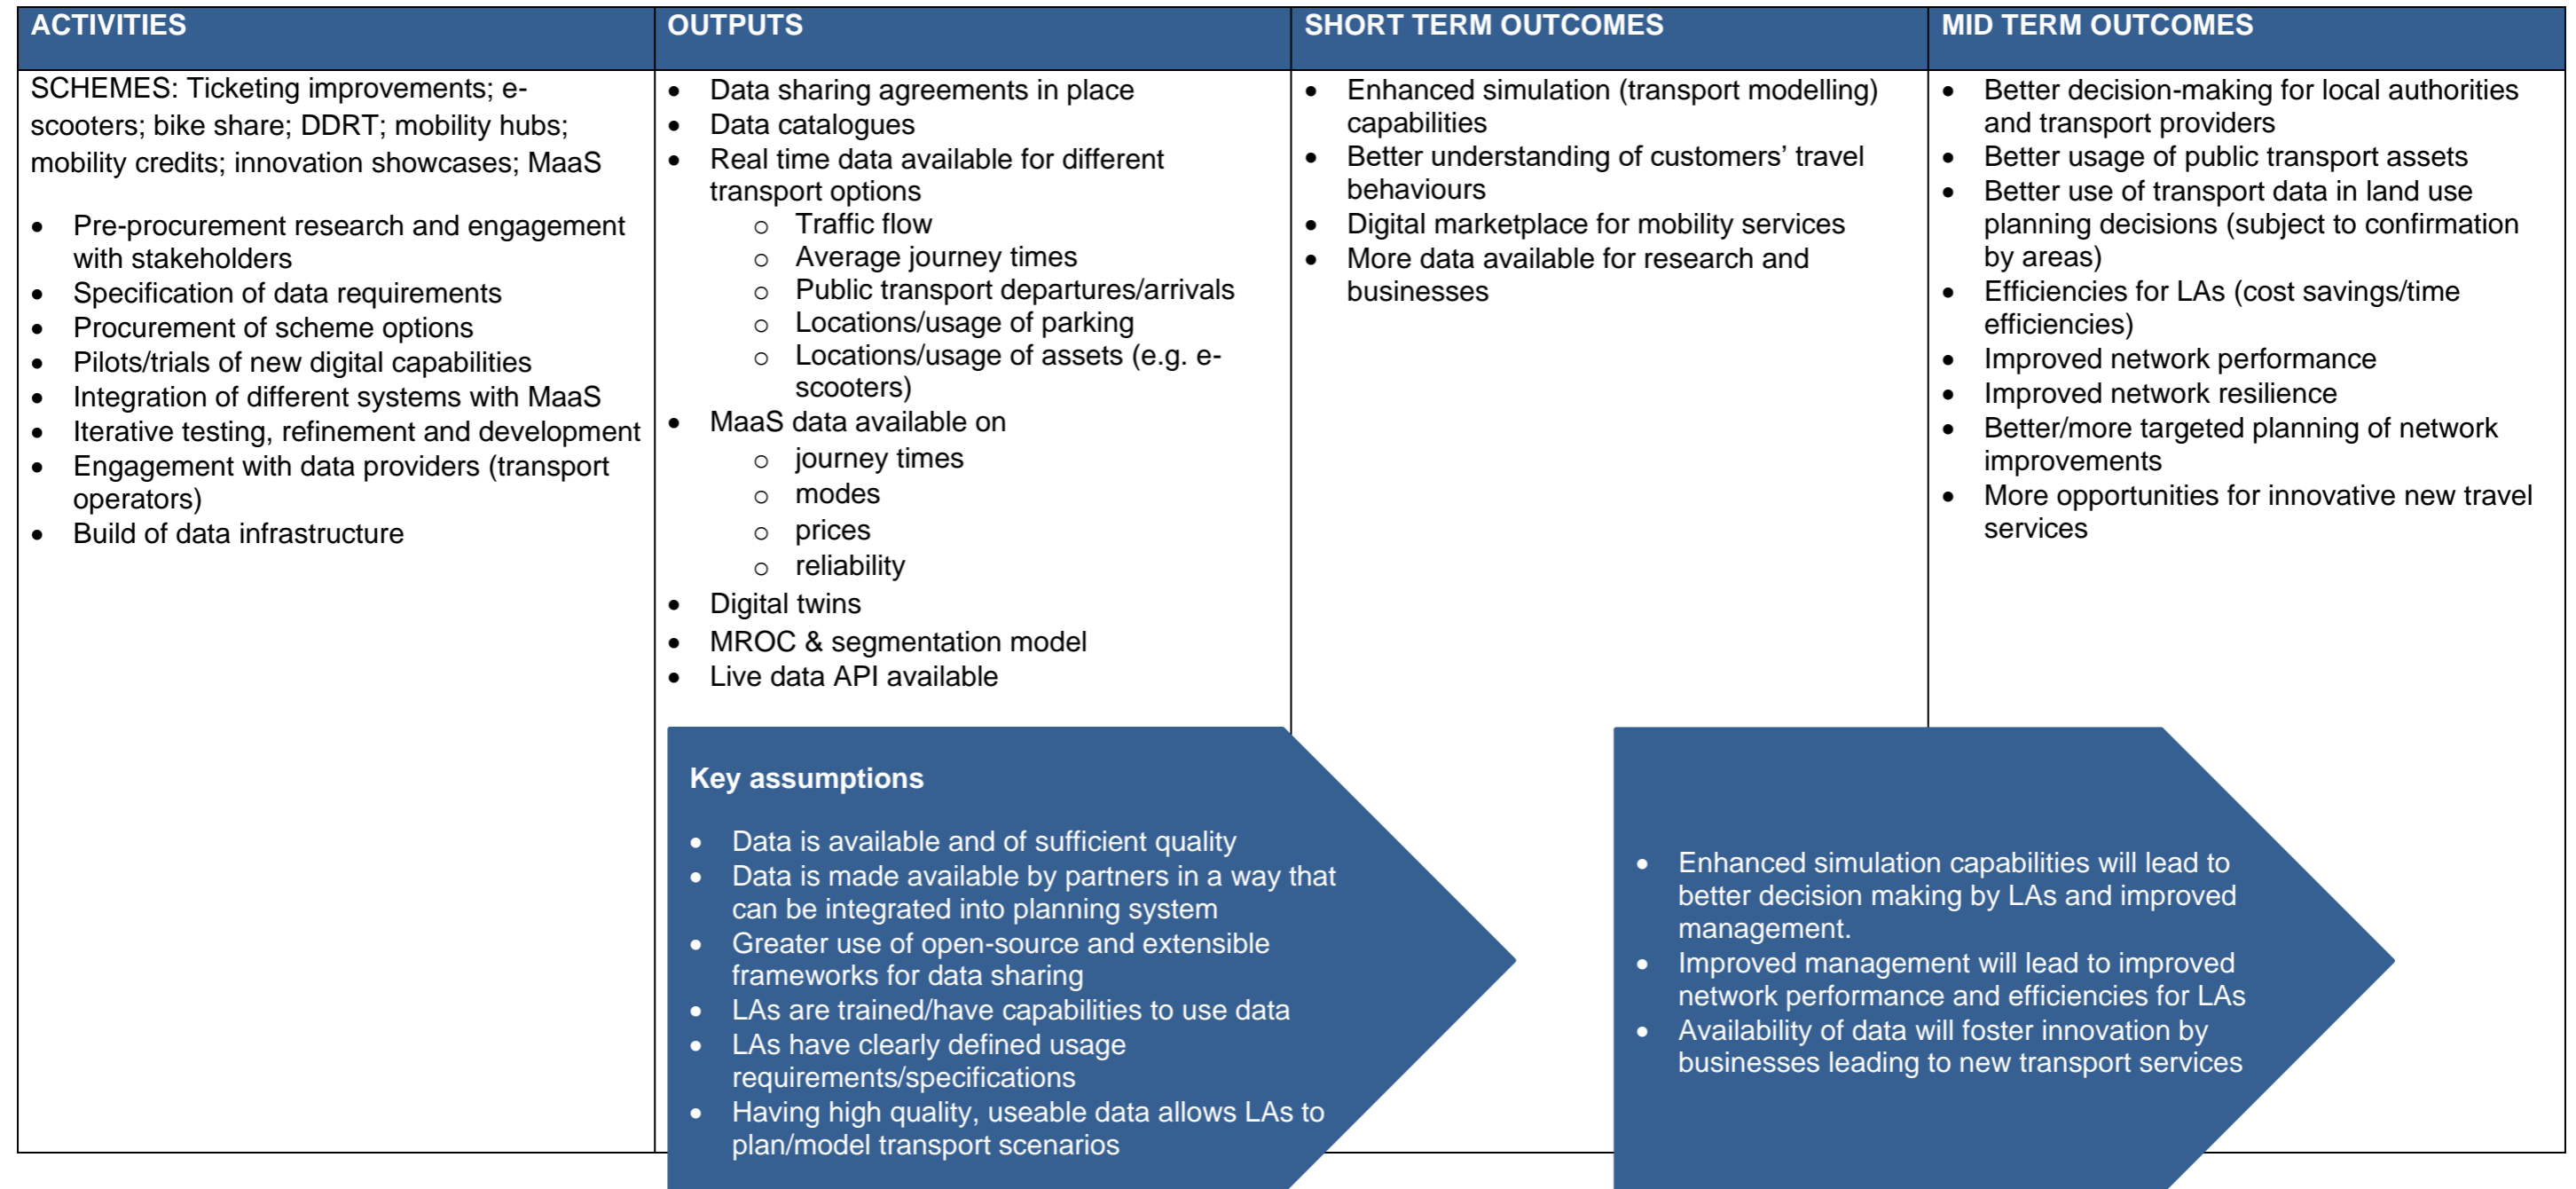 ACTIVITIES
SCHEMES: Ticketing improvements; e-
scooters; bike share; DDRT; mobility hubs;
mobility credits; innovation showcases; MaaS
• Pre-procurement research and engagement
with stakeholders
• Specification of data requirements
• Procurement of scheme options
• Pilots/trials of new digital capabilities
• Integration of different systems with MaaS
• Iterative testing, refinement and development
• Engagement with data providers (transport
operators)
• Build of data infrastructure
OUTPUTS
• Data sharing agreements in place
• Data catalogues
• Real time data available for different
transport options
o Traffic flow
o Average journey times
o Public transport departures/arrivals
o Locations/usage of parking
o Locations/usage of assets (e.g. e-
scooters)
• MaaS data available on
o journey times
o modes
o prices
o reliability
• Digital twins
• MROC & segmentation model
• Live data API available
SHORT TERM OUTCOMES
• Enhanced simulation (transport modelling)
capabilities
• Better understanding of customers’ travel
behaviours
• Digital marketplace for mobility services
• More data available for research and
businesses
MID TERM OUTCOMES
• Better decision-making for local authorities
and transport providers
• Better usage of public transport assets
• Better use of transport data in land use
planning decisions (subject to confirmation
by areas)
• Efficiencies for LAs (cost savings/time
efficiencies)
• Improved network performance
• Improved network resilience
• Better/more targeted planning of network
improvements
• More opportunities for innovative new travel
services
Key assumptions
• Data is available and of sufficient quality
• Data is made available by partners in a way that
can be integrated into planning system
• Greater use of open-source and extensible
frameworks for data sharing
• LAs are trained/have capabilities to use data
• LAs have clearly defined usage
requirements/specifications
• Having high quality, useable data allows LAs to
plan/model transport scenarios
• Enhanced simulation capabilities will lead to
better decision making by LAs and improved
management.
• Improved management will lead to improved
network performance and efficiencies for LAs
• Availability of data will foster innovation by
businesses leading to new transport services